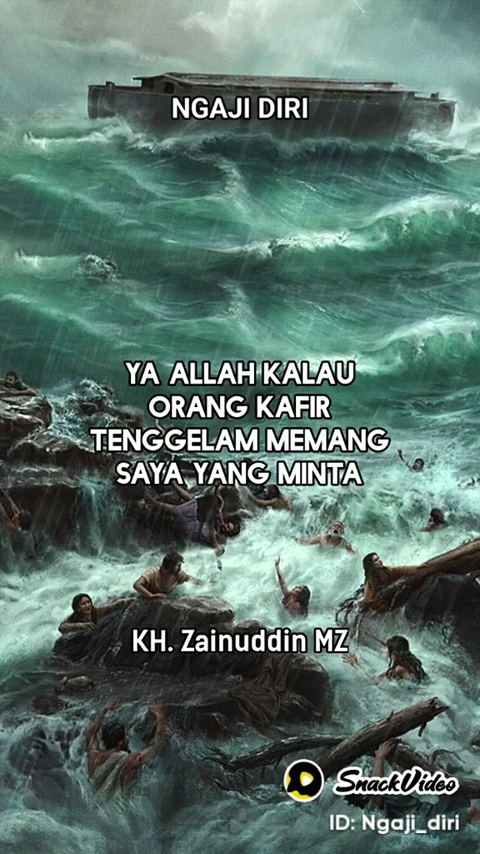 NGAJI DIRI
YA ALLAH KALAU
ORANG KAFIR
TENGGELAM MEMANG
SAYA YANG MINTA
KH. Zainuddin MZ
SnackVideo
ID: Ngaji_diri